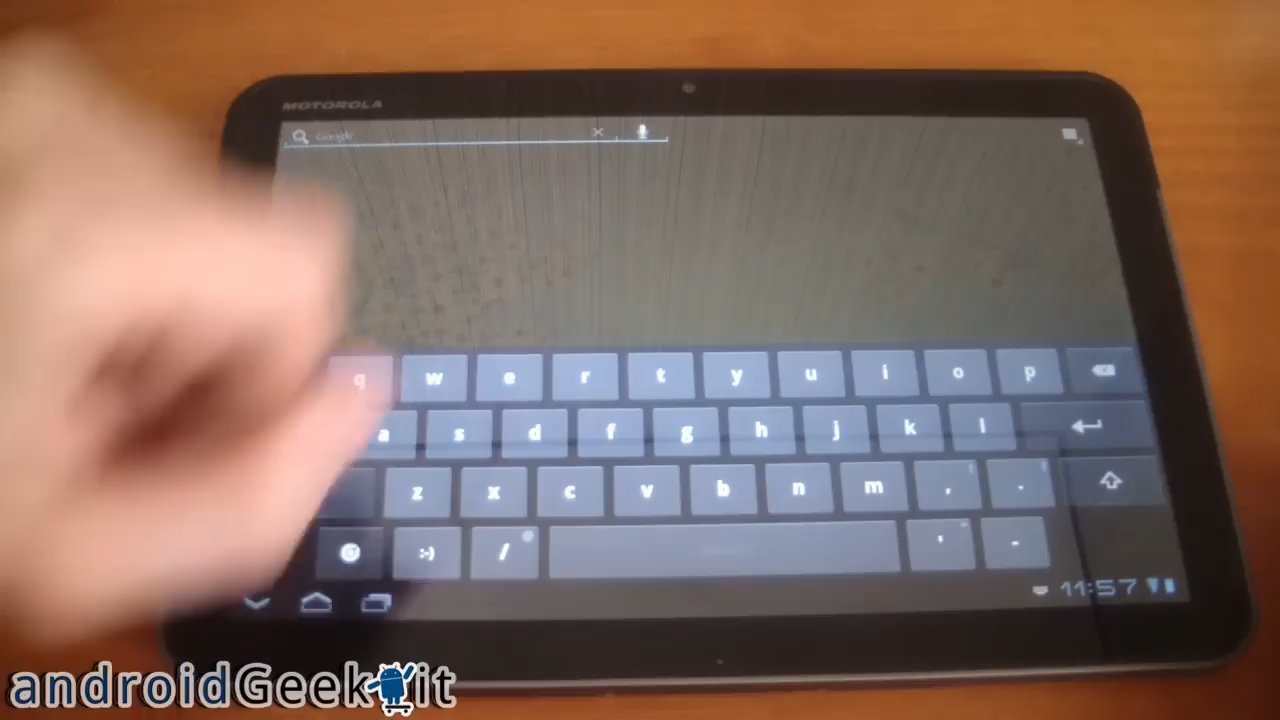 MOTOROLA
Google
q w e r t y u i o p
a s d f g h j k l
z x c v b n m , .
:-) / ' -
11:57
androidGeek it